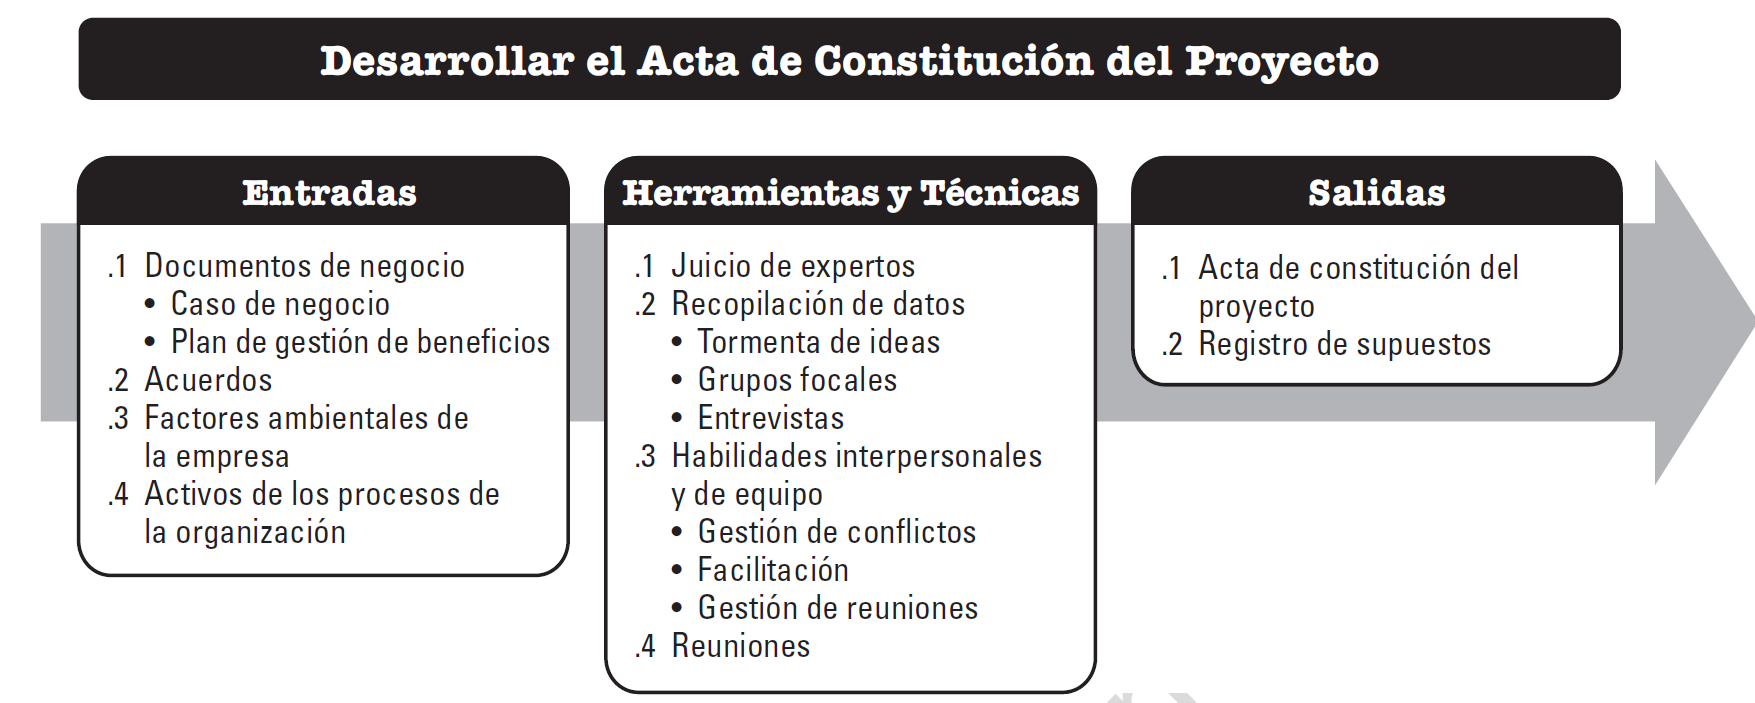 Desarrollar el Acta de Constitución del Proyecto
Entradas
.1 Documentos de negocio
• Caso de negocio
• Plan de gestión de beneficios
.2 Acuerdos
.3 Factores ambientales de
la empresa
.4 Activos de los procesos de
la organización
Herramientas y Técnicas
.1 Juicio de expertos
.2 Recopilación de datos
• Tormenta de ideas
• Grupos focales
• Entrevistas
.3 Habilidades interpersonales
y de equipo
• Gestión de conflictos
• Facilitación
• Gestión de reuniones
.4 Reuniones
Salidas
.1 Acta de constitución del
proyecto
.2 Registro de supuestos